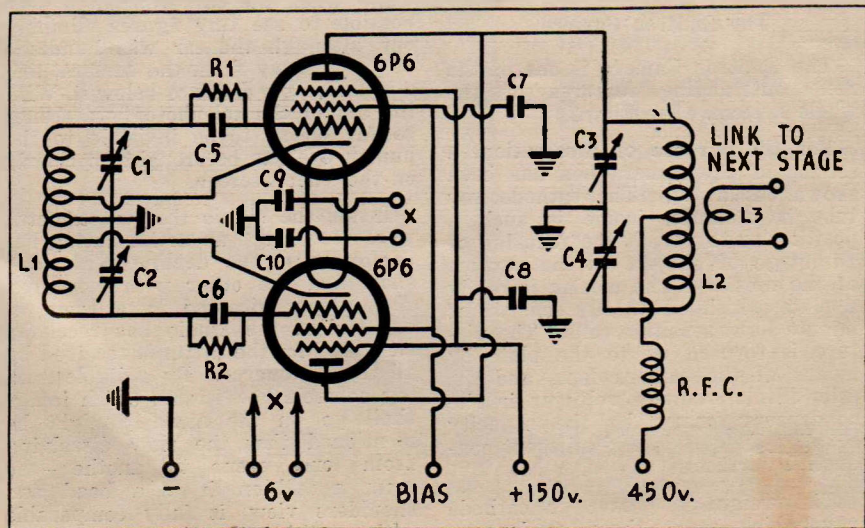 R1
6P6
C5
C1
C7
C3
LINK TO
NEXT STAGE
C9
X
L3
L1
C2
C10
6P6
C4
C6
C8
L2
R2
R.F.C.
X
–
6v
BIAS
+150v.
450v.